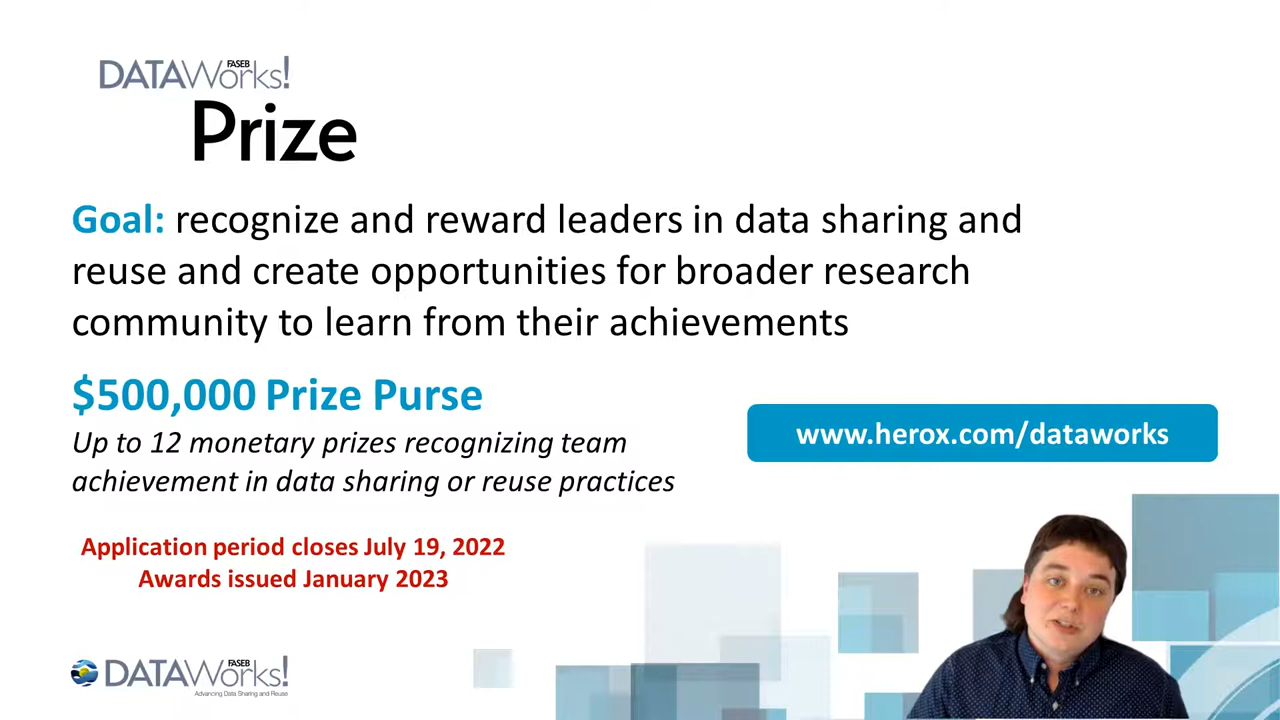 FASEB
DATAWorks!
Prize
Goal: recognize and reward leaders in data sharing and
reuse and create opportunities for broader research
community to learn from their achievements
$500,000 Prize Purse
Up to 12 monetary prizes recognizing team
achievement in data sharing or reuse practices
www.herox.com/dataworks
Application period closes July 19, 2022
Awards issued January 2023
FASEB
DATAWorks!
Advancing Data Sharing and Reuse